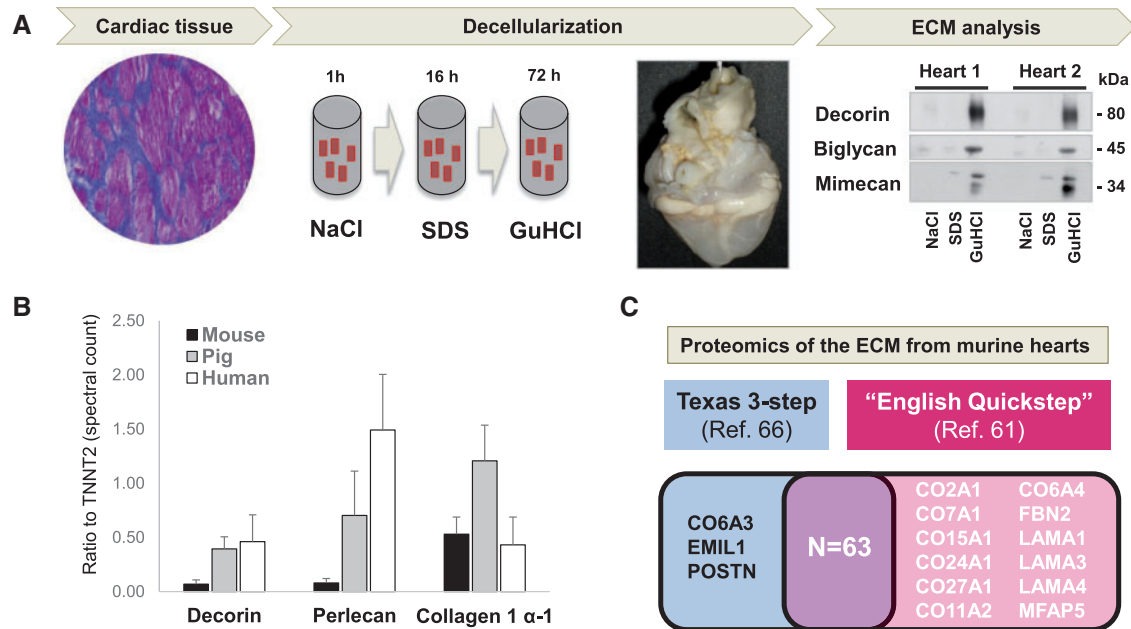 A
Cardiac tissue
Decellularization
ECM analysis
1h
16 h
72 h
NaCl
SDS
GuHCl
Heart 1
Heart 2
kDa
Decorin
- 80
Biglycan
- 45
Mimecan
- 34
NaCl
SDS
GuHCl
NaCl
SDS
GuHCl
B
Ratio to TNNT2 (spectral count)
2.50
2.00
1.50
1.00
0.50
0.00
Mouse
Pig
Human
Decorin
Perlecan
Collagen 1 α-1
C
Proteomics of the ECM from murine hearts
Texas 3-step
(Ref. 66)
“English Quickstep”
(Ref. 61)
CO6A3
EMIL1
POSTN
N=63
CO2A1
CO7A1
CO15A1
CO24A1
CO27A1
CO11A2
CO6A4
FBN2
LAMA1
LAMA3
LAMA4
MFAP5